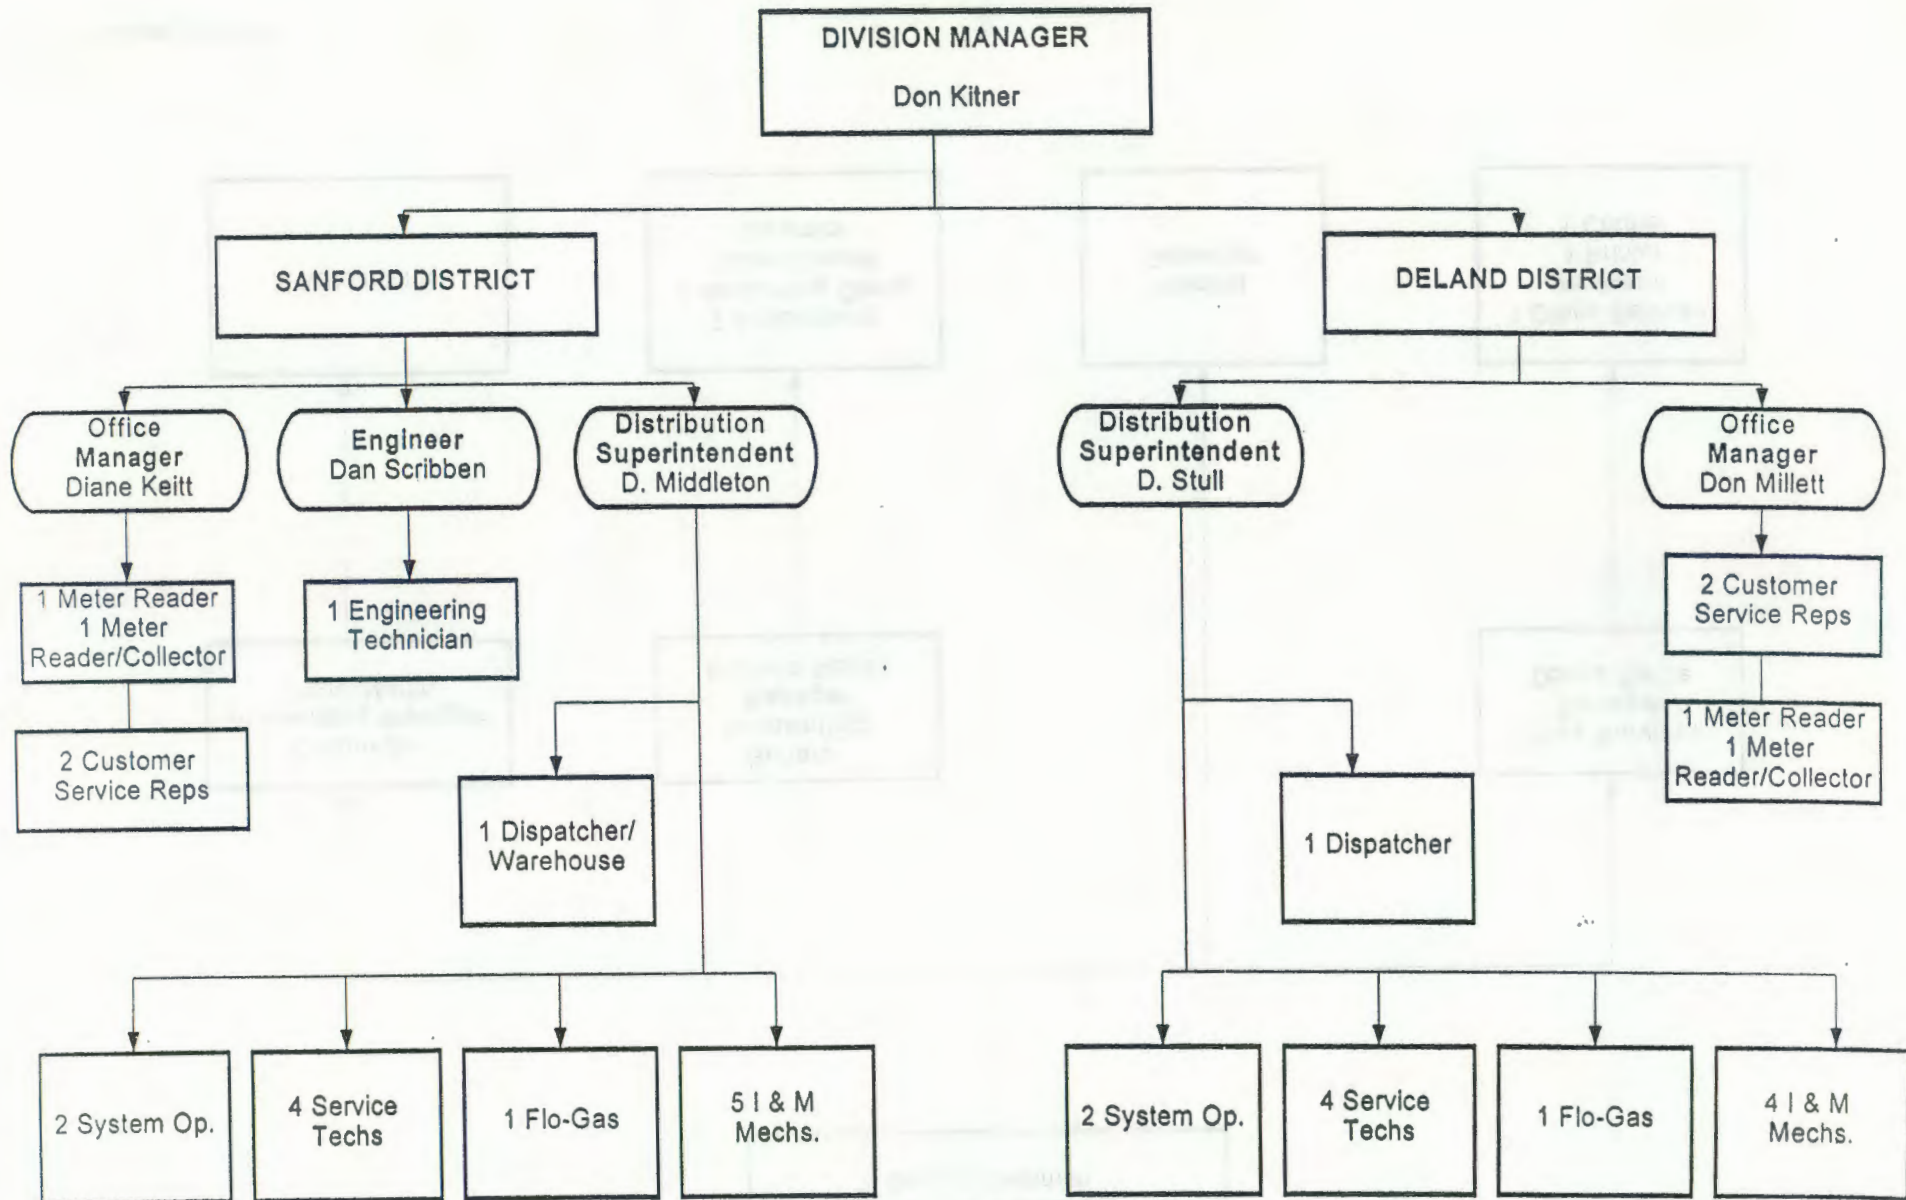 DIVISION MANAGER
Don Kitner
SANFORD DISTRICT
DELAND DISTRICT
Office
Manager
Diane Keitt
Engineer
Dan Scribben
Distribution
Superintendent
D. Middleton
Distribution
Superintendent
D. Stull
Office
Manager
Don Millett
1 Meter Reader
1 Meter
Reader/Collector
1 Engineering
Technician
2 Customer
Service Reps
2 Customer
Service Reps
1 Meter Reader
1 Meter
Reader/Collector
1 Dispatcher/
Warehouse
1 Dispatcher
2 System Op.
4 Service
Techs
1 Flo-Gas
5 I & M
Mechs.
2 System Op.
4 Service
Techs
1 Flo-Gas
4 I & M
Mechs.